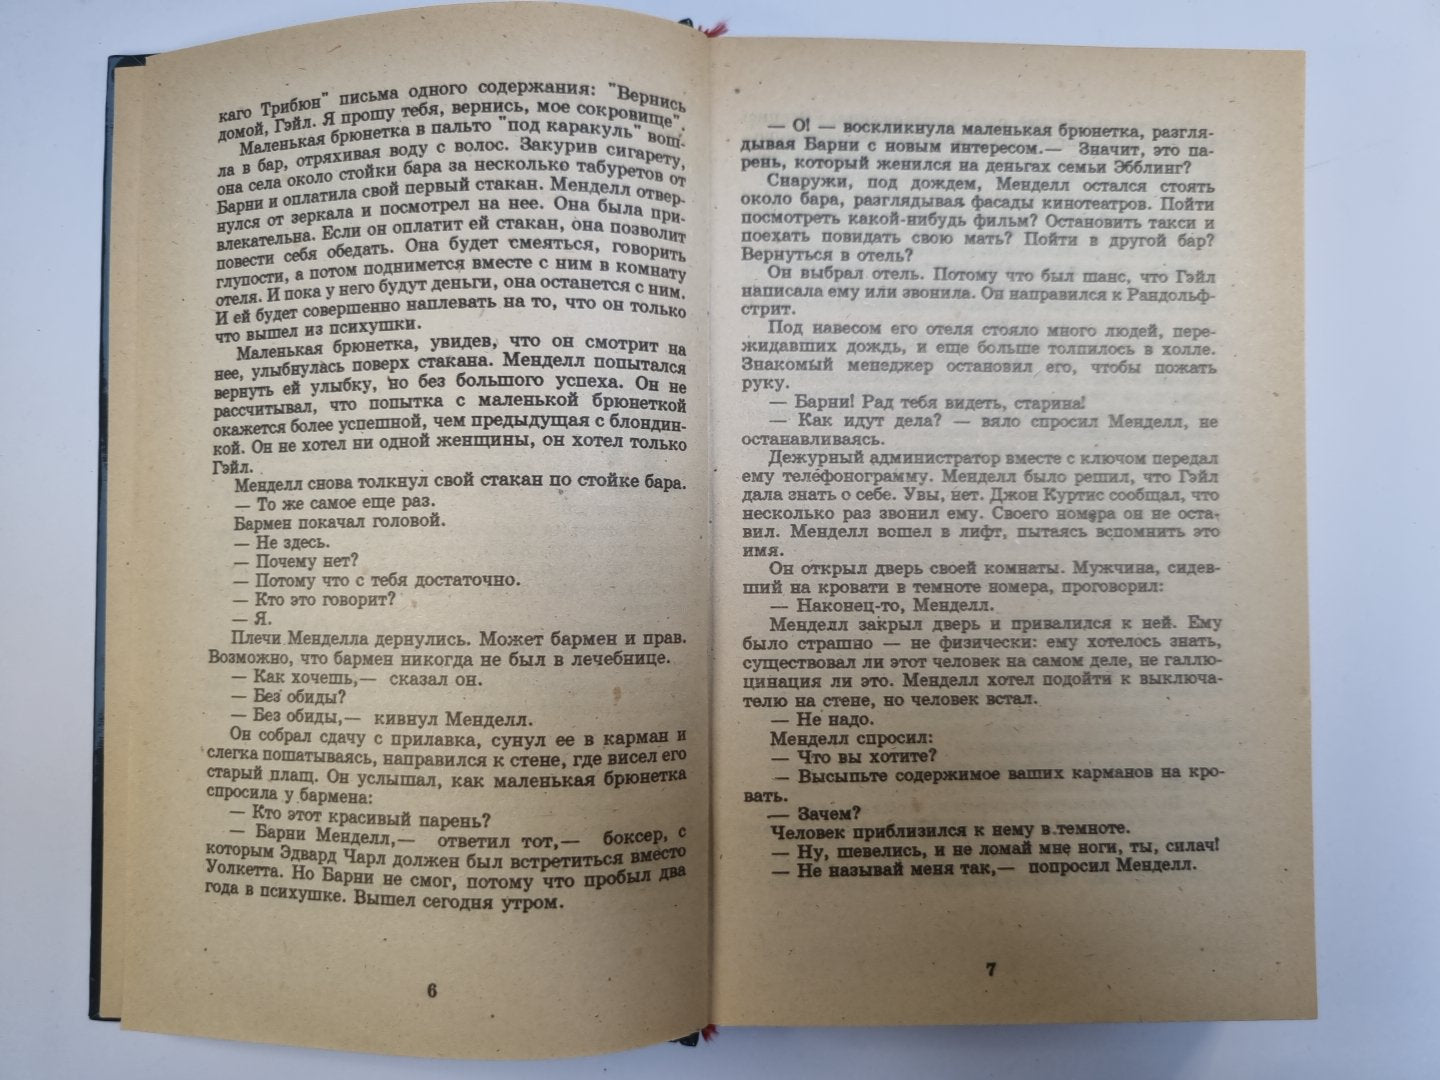 каго Трибюн" письма одного содержания: "Вернись
домой, Гэйл. Я прошу тебя, вернись, мое сокровище".
Маленькая брюнетка в пальто "под каракуль" вош-
ла в бар, отряхивая воду с волос. Закурив сигарету,
она села около стойки бара за несколько табуретов от
Барни и оплатила свой первый стакан. Менделл отвер-
нулся от зеркала и посмотрел на нее. Она была при-
влекательна. Если он оплатит ей стакан, она позволит
повести себя обедать. Она будет смеяться, говорить
глупости, а потом поднимется вместе с ним в комнату
отеля. И пока у него будут деньги, она останется с ним.
И ей будет совершенно наплевать на то, что он только
что вышел из психушки.
Маленькая брюнетка, увидев, что он смотрит на
нее, улыбнулась поверх стакана. Менделл попытался
вернуть ей улыбку, но без большого успеха. Он не
рассчитывал, что попытка с маленькой брюнеткой
окажется более успешной, чем предыдущая с блондин-
кой. Он не хотел ни одной женщины, он хотел только
Гэйл.
Менделл снова толкнул свой стакан по стойке бара.
— То же самое еще раз.
Бармен покачал головой.
— Не здесь.
— Почему нет?
— Потому что с тебя достаточно.
— Кто это говорит?
— Я.
Плечи Менделла дернулись. Может бармен и прав.
Возможно, что бармен никогда не был в лечебнице.
— Как хочешь,— сказал он.
— Без обиды?
— Без обиды,— кивнул Менделл.
Он собрал сдачу с прилавка, сунул ее в карман и
слегка пошатываясь, направился к стене, где висел его
старый плащ. Он услышал, как маленькая брюнетка
спросила у бармена:
— Кто этот красивый парень?
— Барни Менделл,— ответил тот,— боксер, с
которым Эдвард Чарл должен был встретиться вместо
Уолкетта. Но Барни не смог, потому что пробыл два
года в психушке. Вышел сегодня утром.
6
— О! — воскликнула маленькая брюнетка, разгля-
дывая Барни с новым интересом.— Значит, это па-
рень, который женился на деньгах семьи Эбблинг?
Снаружи, под дождем, Менделл остался стоять
около бара, разглядывая фасады кинотеатров. Пойти
посмотреть какой-нибудь фильм? Остановить такси и
поехать повидать свою мать? Пойти в другой бар?
Вернуться в отель?
Он выбрал отель. Потому что был шанс, что Гэйл
написала ему или звонила. Он направился к Рандольф-
стрит.
Под навесом его отеля стояло много людей, пере-
жидавших дождь, и еще больше толпилось в холле.
Знакомый менеджер остановил его, чтобы пожать
руку.
— Барни! Рад тебя видеть, старина!
— Как идут дела? — вяло спросил Менделл, не
останавливаясь.
Дежурный администратор вместе с ключом передал
ему телефонограмму. Менделл было решил, что Гэйл
дала знать о себе. Увы, нет. Джон Куртис сообщал, что
несколько раз звонил ему. Своего номера он не оста-
вил. Менделл вошел в лифт, пытаясь вспомнить это
имя.
Он открыл дверь своей комнаты. Мужчина, сидев-
ший на кровати в темноте номера, проговорил:
— Наконец-то, Менделл.
Менделл закрыл дверь и привалился к ней. Ему
было страшно — не физически: ему хотелось знать,
существовал ли этот человек на самом деле, не галлю-
цинация ли это. Менделл хотел подойти к выключа-
телю на стене, но человек встал.
— Не надо.
Менделл спросил:
— Что вы хотите?
— Высыпьте содержимое ваших карманов на кро-
вать.
— Зачем?
Человек приблизился к нему в темноте.
— Ну, шевелись, и не ломай мне ноги, ты, силач!
— Не называй меня так,— попросил Менделл.
7